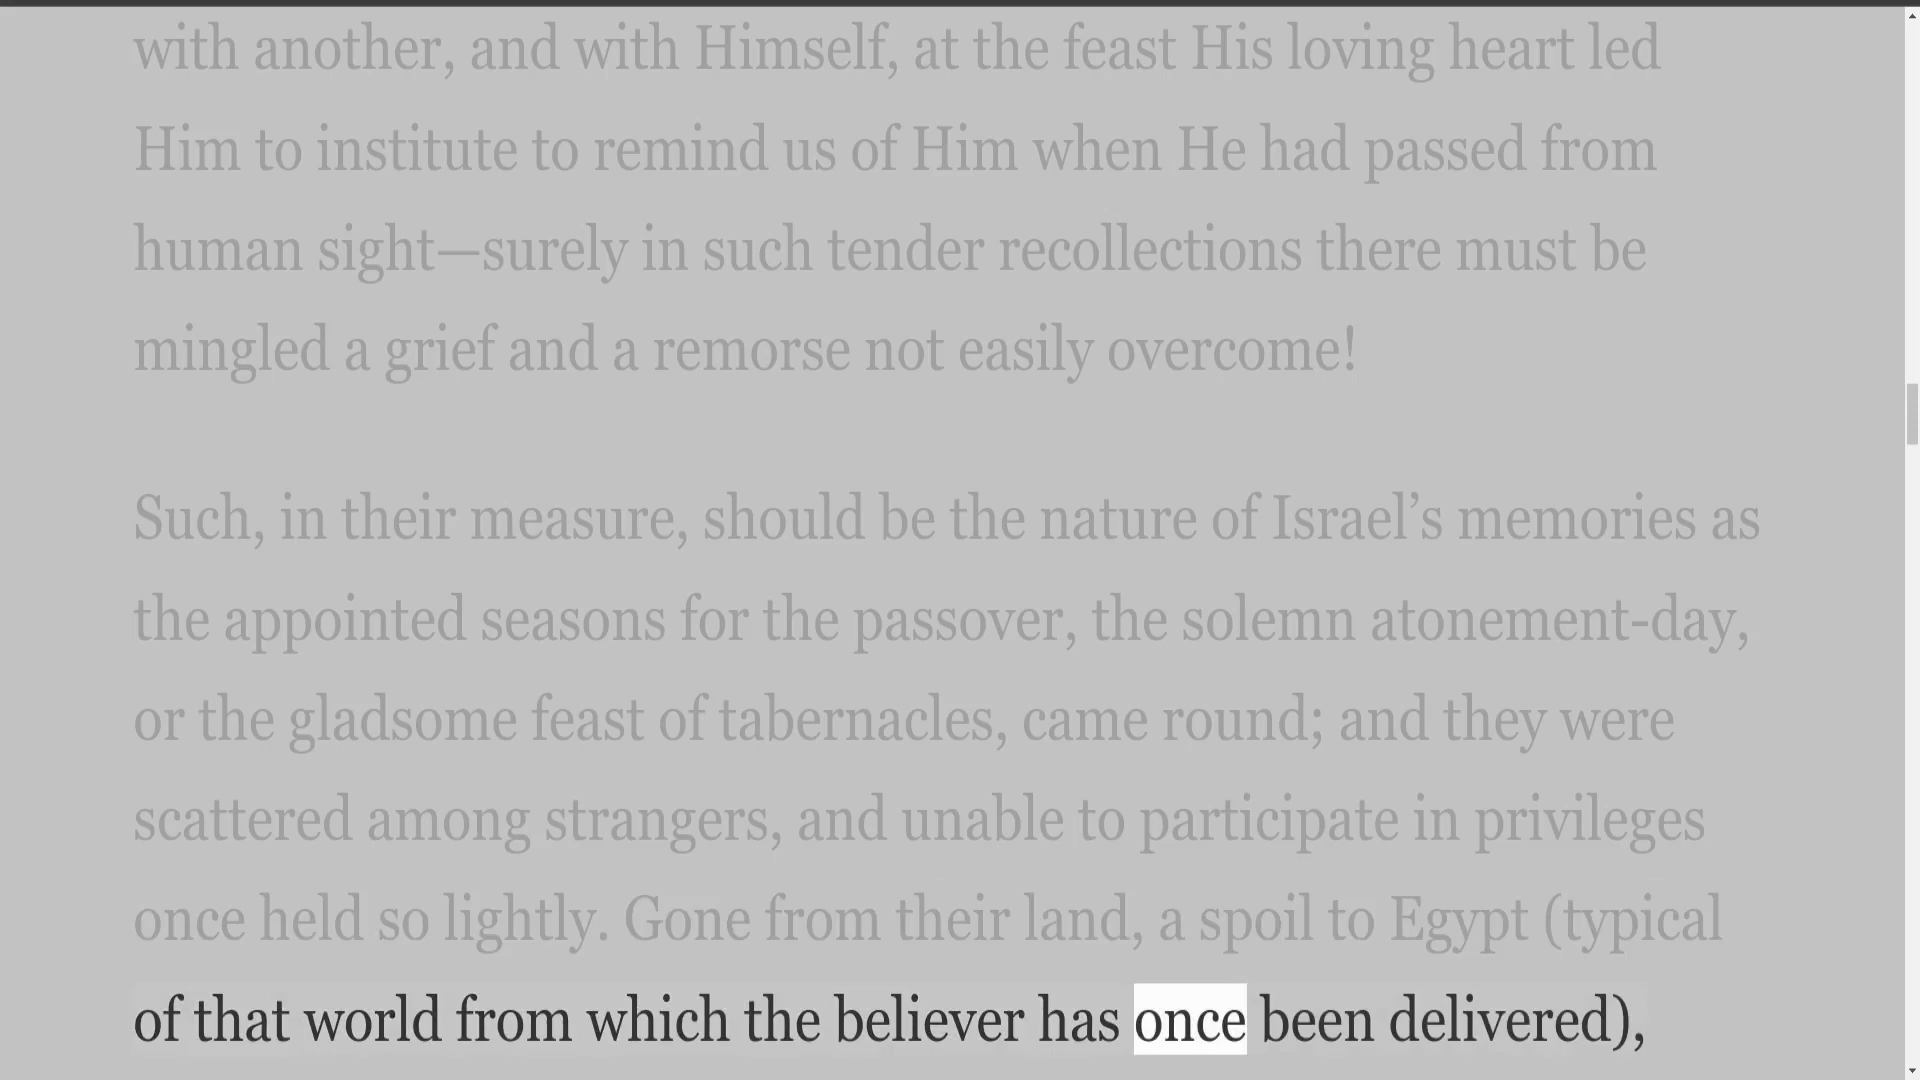 with another, and with Himself, at the feast His loving heart led
Him to institute to remind us of Him when He had passed from
human sight—surely in such tender recollections there must be
mingled a grief and a remorse not easily overcome!
Such, in their measure, should be the nature of Israel’s memories as
the appointed seasons for the passover, the solemn atonement-day,
or the gladsome feast of tabernacles, came round; and they were
scattered among strangers, and unable to participate in privileges
once held so lightly. Gone from their land, a spoil to Egypt (typical
of that world from which the believer has once been delivered),